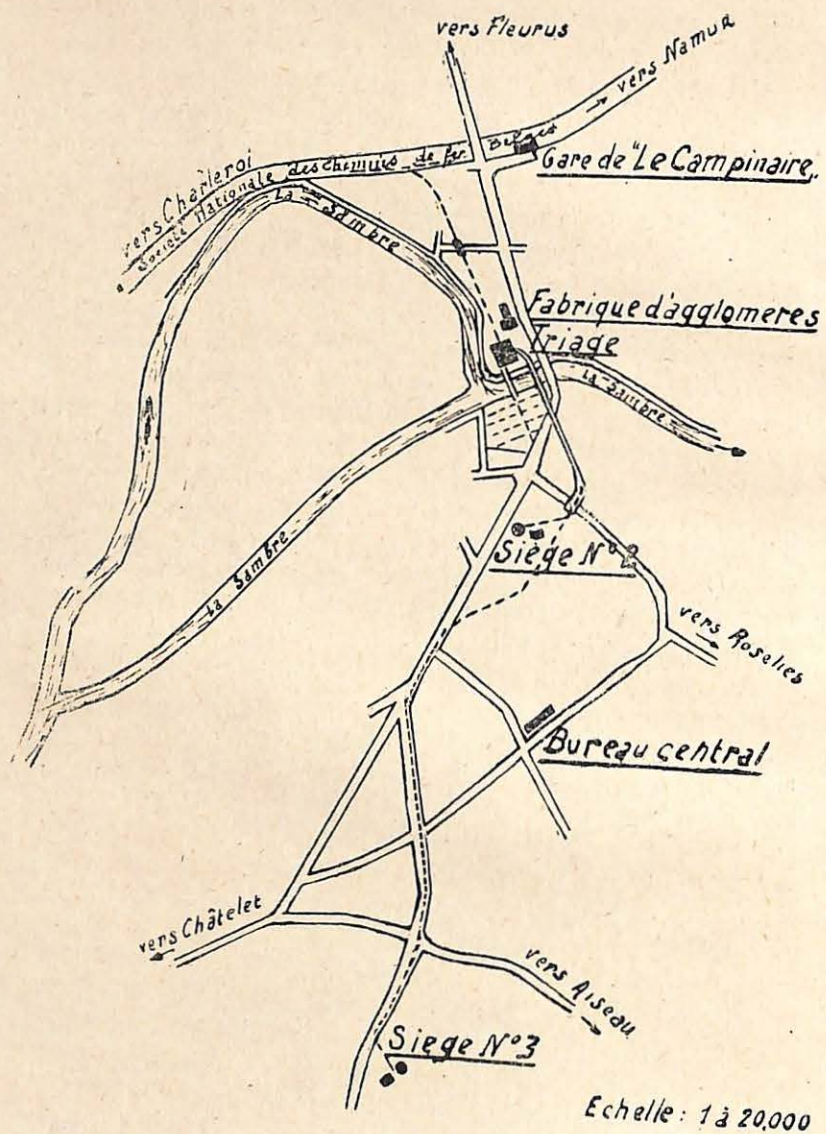 vers Fleurus
vers Namur
Gare de "Le Campinaire,,
vers Charleroi
Société Nationale des chemins de fer Belges
La Sambre
Fabrique d'agglomeres
Triage
La Sambre
La Sambre
Siège N° 2
vers Roselies
Bureau central
vers Châtelet
vers Aiseau
Siege N°3
Echelle: 1 à 20,000